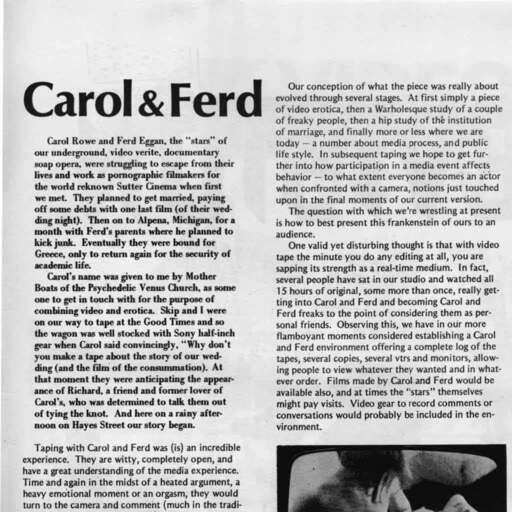 Carol & Ferd
Carol Rowe and Ferd Eggan, the "stars" of
our underground, video verite, documentary
soap opera, were struggling to escape from their
lives and work as pornographic filmakers for
the world reknown Sutter Cinema when first
we met. They planned to get married, paying
off some debts with one last film (of their wed-
ding night). Then on to Alpena, Michigan, for a
month with Ferd's parents where he planned to
kick junk. Eventually they were bound for
Greece, only to return again for the security of
academic life.
Carol's name was given to me by Mother
Boats of the Psychedelic Venus Church, as some
one to get in touch with for the purpose of
combining video and erotica. Skip and I were
on our way to tape at the Good Times and so
the wagon was well stocked with Sony half-inch
gear when Carol said convincingly, "Why don't
you make a tape about the story of our wed-
ding (and the film of the consummation). At
that moment they were anticipating the appear-
ance of Richard, a friend and former lover of
Carol's, who was determined to talk them out
of tying the knot. And here on a rainy after-
noon on Hayes Street our story began.
Taping with Carol and Ferd was (is) an incredible
experience. They are witty, completely open, and
have a great understanding of the media experience.
Time and again in the midst of a heated argument, a
heavy emotional moment or an orgasm, they would
turn to the camera and comment (much in the tradi-
Our conception of what the piece was really about
evolved through several stages. At first simply a piece
of video erotica, then a Warholesque study of a couple
of freaky people, then a hip study of the institution
of marriage, and finally more or less where we are
today — a number about media process, and public
life style. In subsequent taping we hope to get fur-
ther into how participation in a media event affects
behavior — to what extent everyone becomes an actor
when confronted with a camera, notions just touched
upon in the final moments of our current version.
The question with which we're wrestling at present
is how to best present this frankenstein of ours to an
audience.
One valid yet disturbing thought is that with video
tape the minute you do any editing at all, you are
sapping its strength as a real-time medium. In fact,
several people have sat in our studio and watched all
15 hours of original, some more than once, really get-
ting into Carol and Ferd and becoming Carol and
Ferd freaks to the point of considering them as per-
sonal friends. Observing this, we have in our more
flamboyant moments considered establishing a Carol
and Ferd environment offering a complete log of the
tapes, several copies, several vtrs and monitors, allow-
ing people to view whatever they wanted and in what-
ever order. Films made by Carol and Ferd would be
available also, and at times the "stars" themselves
might pay visits. Video gear to record comments or
conversations would probably be included in the en-
vironment.